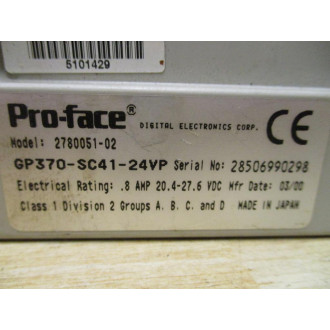 5101429
Pro-face®
DIGITAL ELECTRONICS CORP. CE
Model: 2780051-02
GP370-SC41-24VP Serial No: 28506990298
Electrical Rating: .8 AMP 20.4-27.6 VDC Mfr Date: 03/00
Class 1 Division 2 Groups A. B. C. and D MADE IN JAPAN